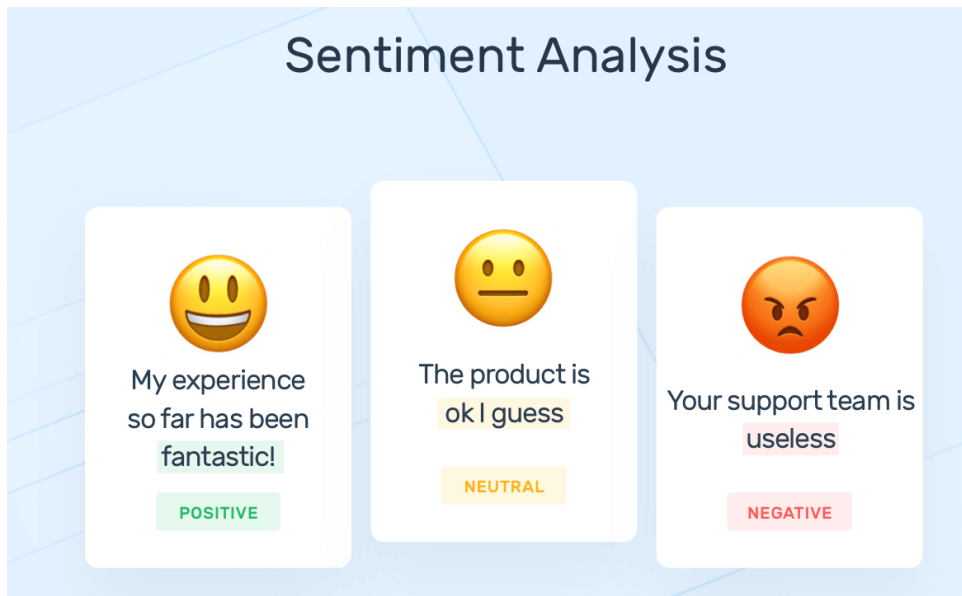 Sentiment Analysis
My experience
so far has been
fantastic!
POSITIVE
The product is
ok I guess
NEUTRAL
Your support team is
useless
NEGATIVE